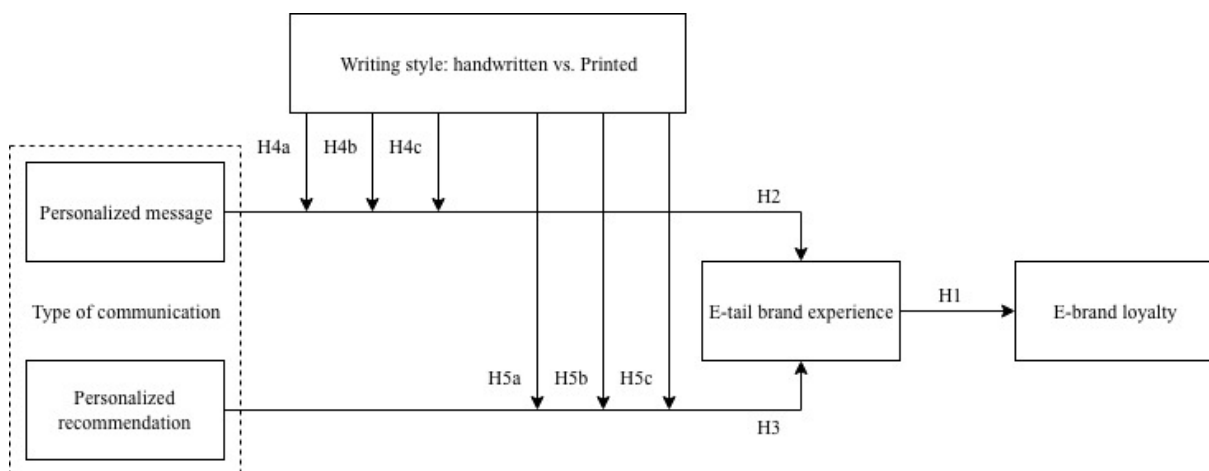 Writing style: handwritten vs. Printed
H4a
H4b
H4c
Personalized message
H2
Type of communication
E-tail brand experience
H1
E-brand loyalty
H5a
H5b
H5c
Personalized
recommendation
H3